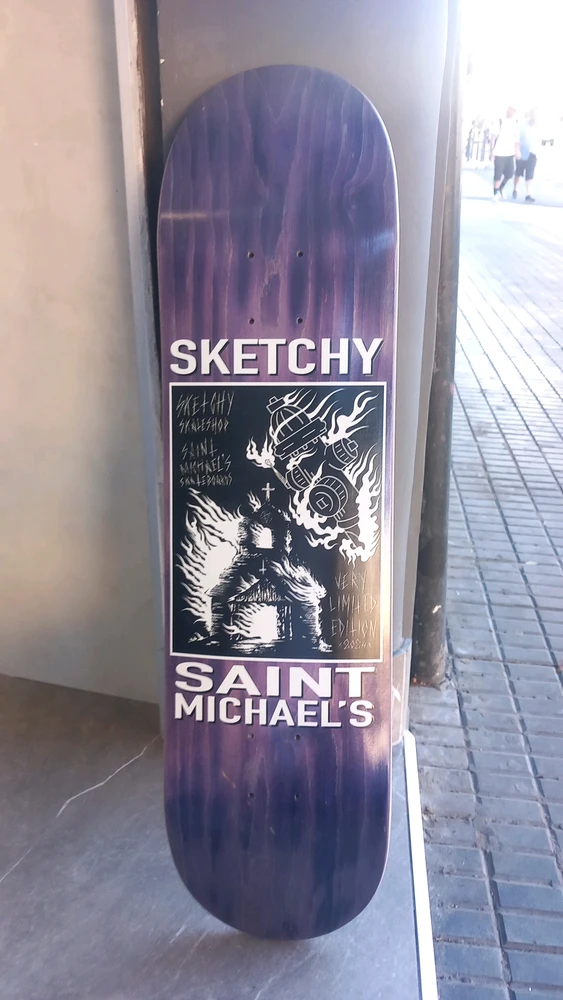 SKETCHY
SKETCHY
SKATESHOP
SAINT
MICHAEL'S
SKATEBOARDS
VERY
LIMITED
EDITION
SAINT
MICHAEL'S